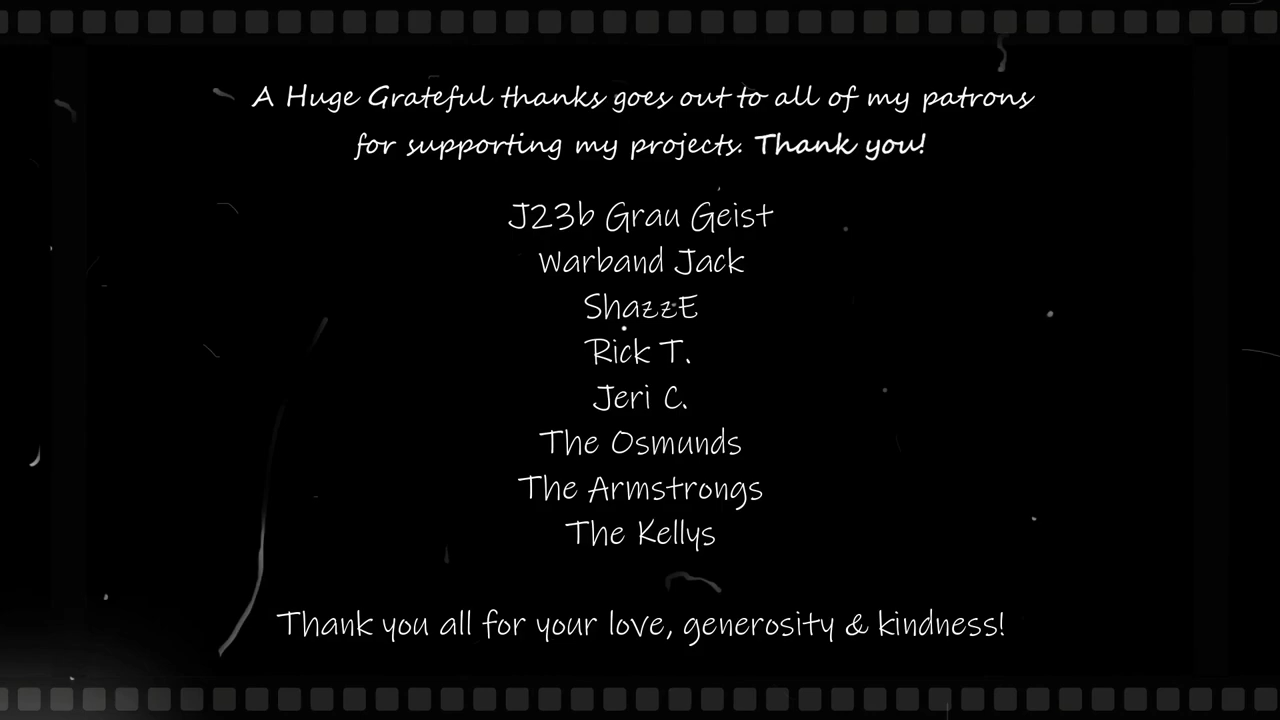 A Huge Grateful thanks goes out to all of my patrons
for supporting my projects. Thank you!
J23b Grau Geist
Warband Jack
ShazzE
Rick T.
Jeri C.
The Osmunds
The Armstrongs
The Kellys
Thank you all for your love, generosity & kindness!